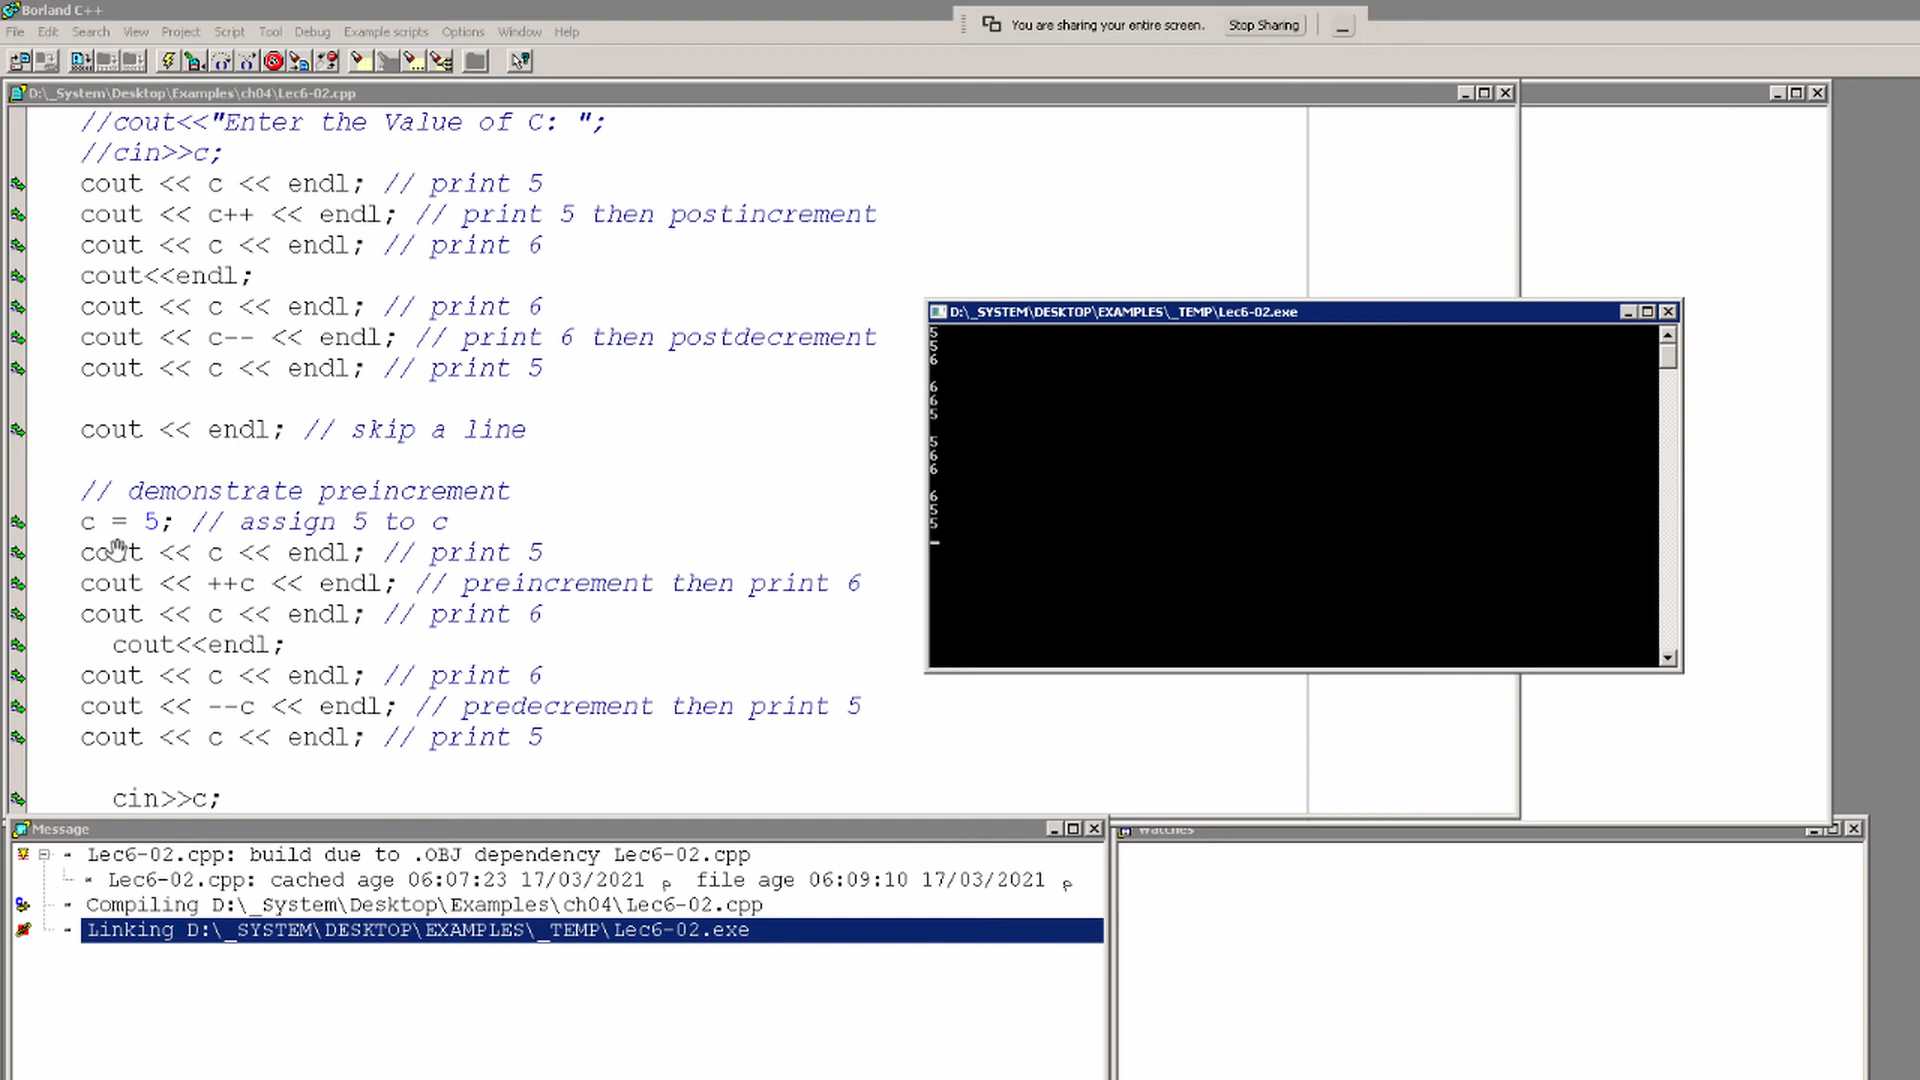 Borland C++
File Edit Search View Project Script Tool Debug Example scripts Options Window Help
You are sharing your entire screen. Stop Sharing
D:\_System\Desktop\Examples\ch04\Lec6-02.cpp
//cout<<"Enter the Value of C: ";
//cin>>c;
cout << c << endl; // print 5
cout << c++ << endl; // print 5 then postincrement
cout << c << endl; // print 6
cout<<endl;
cout << c << endl; // print 6
cout << c-- << endl; // print 6 then postdecrement
cout << c << endl; // print 5
cout << endl; // skip a line
// demonstrate preincrement
c = 5; // assign 5 to c
cout << c << endl; // print 5
cout << ++c << endl; // preincrement then print 6
cout << c << endl; // print 6
cout<<endl;
cout << c << endl; // print 6
cout << --c << endl; // predecrement then print 5
cout << c << endl; // print 5
cin>>c;
D:\_SYSTEM\DESKTOP\EXAMPLES\_TEMP\Lec6-02.exe
5
5
6
6
6
5
5
6
6
6
5
5
Message
Lec6-02.cpp: build due to .OBJ dependency Lec6-02.cpp
Lec6-02.cpp: cached age 06:07:23 17/03/2021 م file age 06:09:10 17/03/2021 م
Compiling D:\_System\Desktop\Examples\ch04\Lec6-02.cpp
Linking D:\_SYSTEM\DESKTOP\EXAMPLES\_TEMP\Lec6-02.exe
Watches